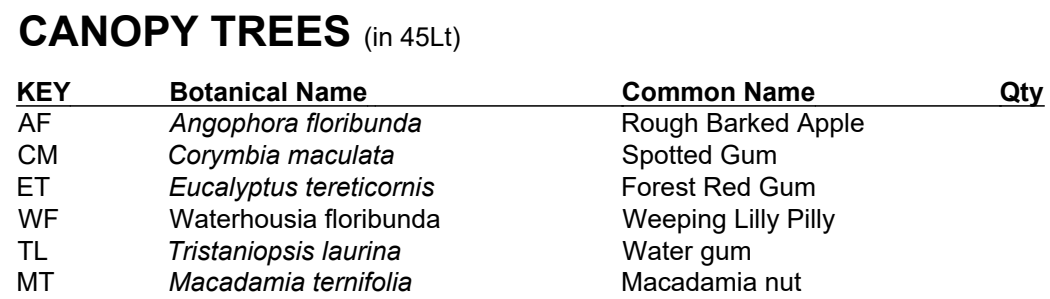 CANOPY TREES (in 45Lt)
KEY Botanical Name Common Name Qty
AF Angophora floribunda Rough Barked Apple
CM Corymbia maculata Spotted Gum
ET Eucalyptus tereticornis Forest Red Gum
WF Waterhousia floribunda Weeping Lilly Pilly
TL Tristaniopsis laurina Water gum
MT Macadamia ternifolia Macadamia nut